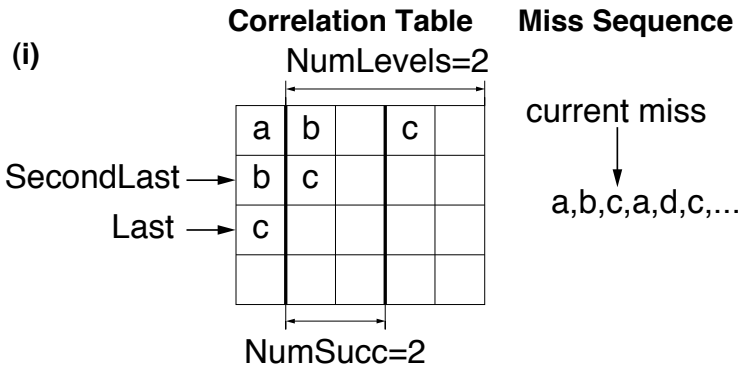 Correlation Table Miss Sequence
(i)
NumLevels=2
current miss
a b c
SecondLast b c
a,b,c,a,d,c,...
Last c
NumSucc=2